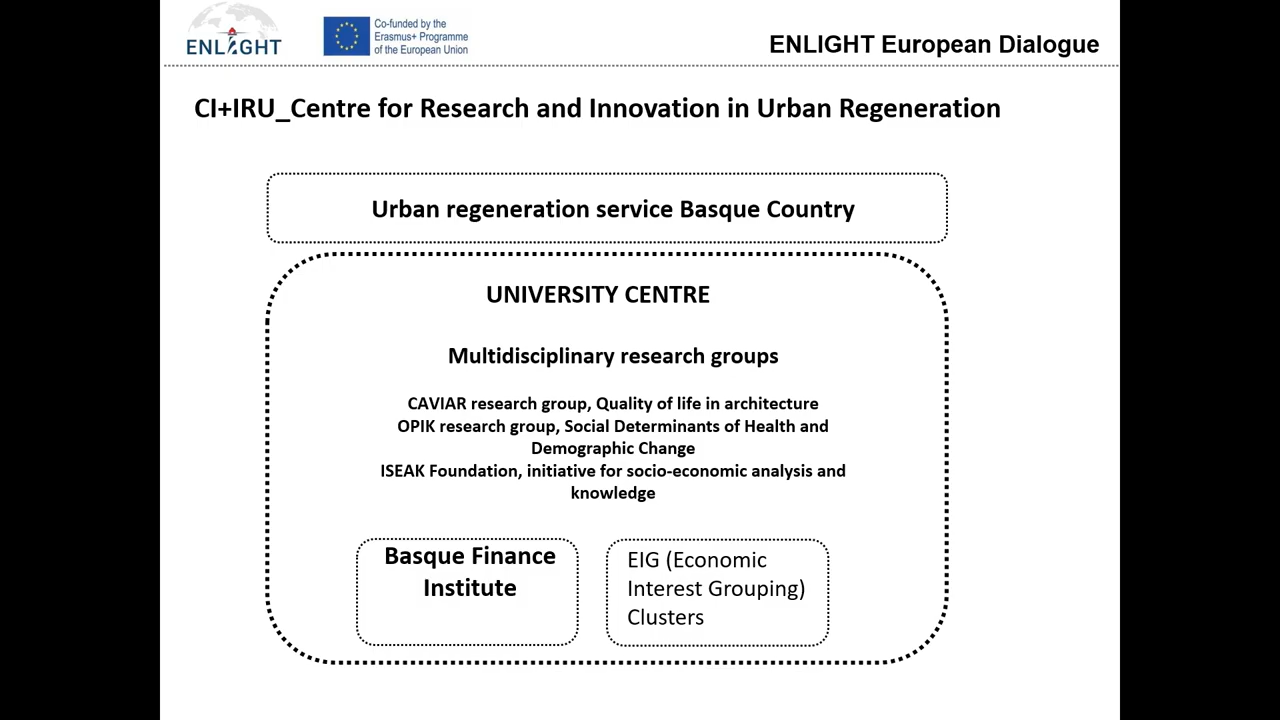 ENLIGHT
Co-funded by the
Erasmus+ Programme
of the European Union
ENLIGHT European Dialogue
CI+IRU_Centre for Research and Innovation in Urban Regeneration
Urban regeneration service Basque Country
UNIVERSITY CENTRE
Multidisciplinary research groups
CAVIAR research group, Quality of life in architecture
OPIK research group, Social Determinants of Health and
Demographic Change
ISEAK Foundation, initiative for socio-economic analysis and
knowledge
Basque Finance
Institute
EIG (Economic
Interest Grouping)
Clusters